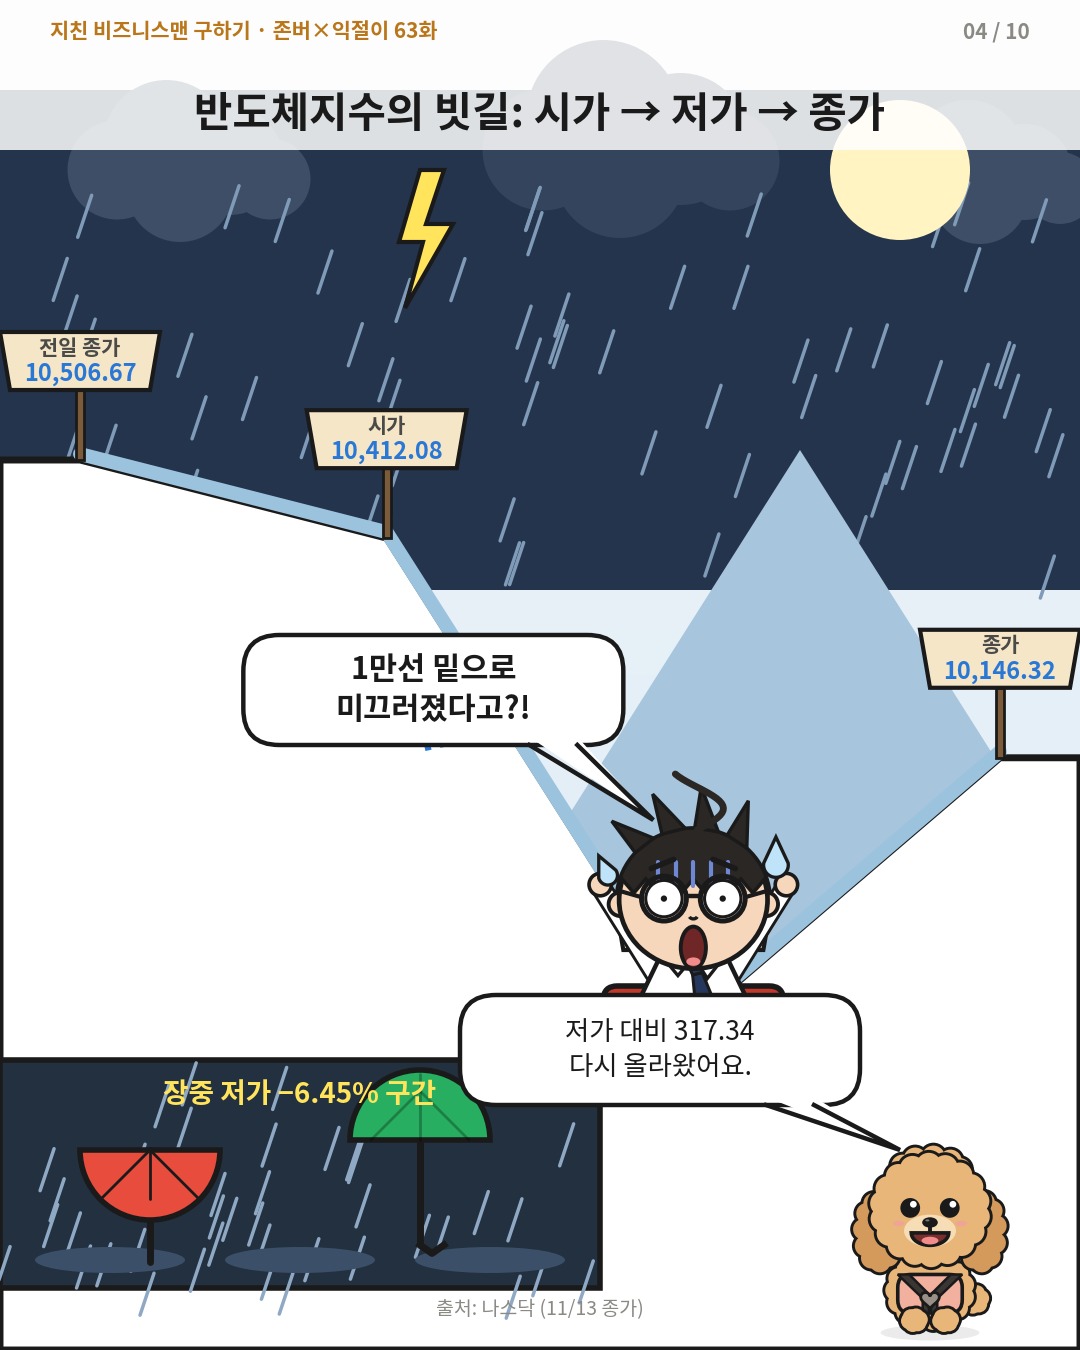 지친 비즈니스맨 구하기 · 존버×익절이 63화
04 / 10
반도체지수의 빗길: 시가 → 저가 → 종가
전일 종가
10,506.67
시가
10,412.08
종가
10,146.32
1만선 밑으로
미끄러졌다고?!
저가 대비 317.34
다시 올라왔어요.
장중 저가 −6.45% 구간
출처: 나스닥 (11/13 종가)